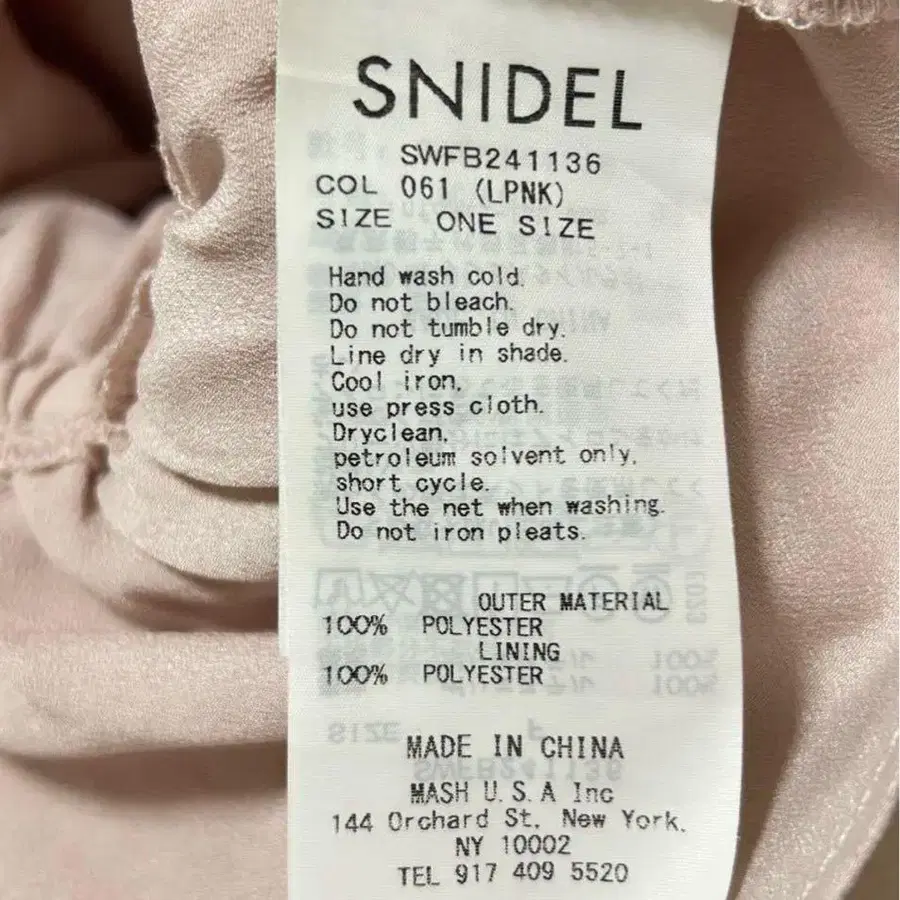 SNIDEL
SWFB241136
COL 061 (LPNK)
SIZE ONE SIZE
Hand wash cold.
Do not bleach.
Do not tumble dry.
Line dry in shade.
Cool iron.
use press cloth.
Dryclean.
petroleum solvent only.
short cycle.
Use the net when washing.
Do not iron pleats.
OUTER MATERIAL
100% POLYESTER
LINING
100% POLYESTER
MADE IN CHINA
MASH U.S.A Inc
144 Orchard St. New York.
NY 10002
TEL 917 409 5520